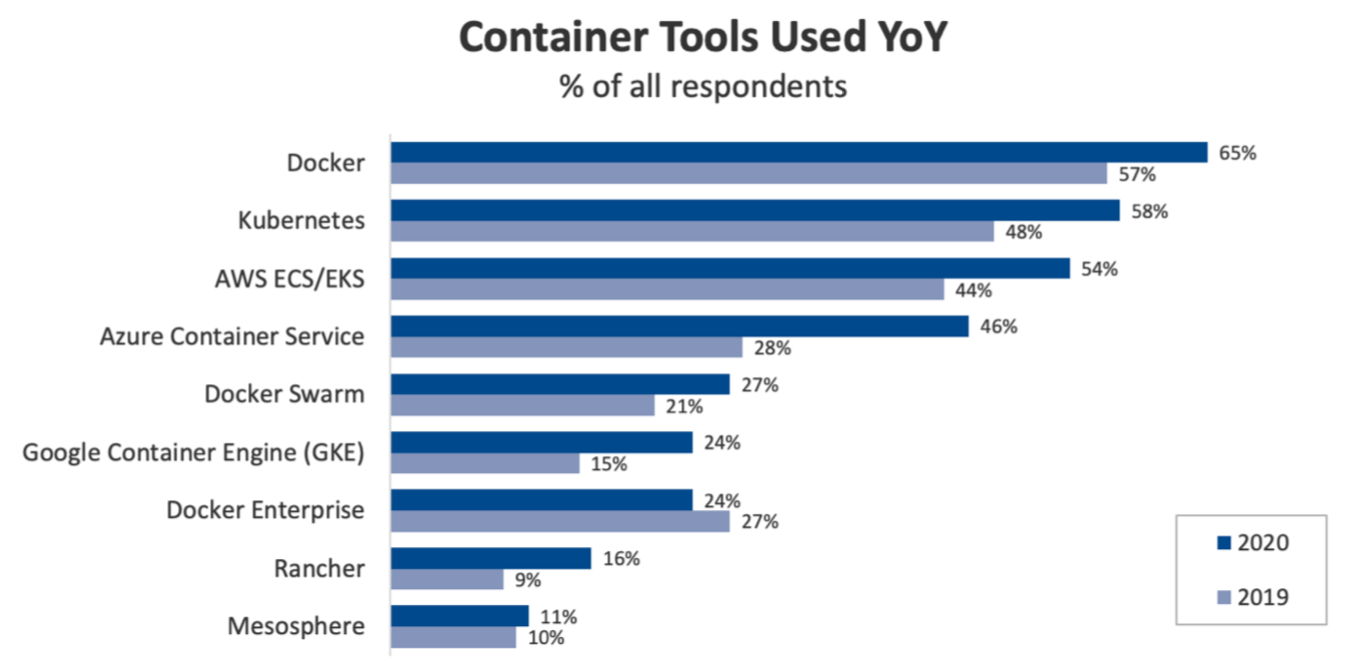 Container Tools Used YoY
% of all respondents
Docker
65%
57%
Kubernetes
58%
48%
AWS ECS/EKS
54%
44%
Azure Container Service
46%
28%
Docker Swarm
27%
21%
Google Container Engine (GKE)
24%
15%
Docker Enterprise
24%
27%
Rancher
16%
9%
Mesosphere
11%
10%
2020
2019